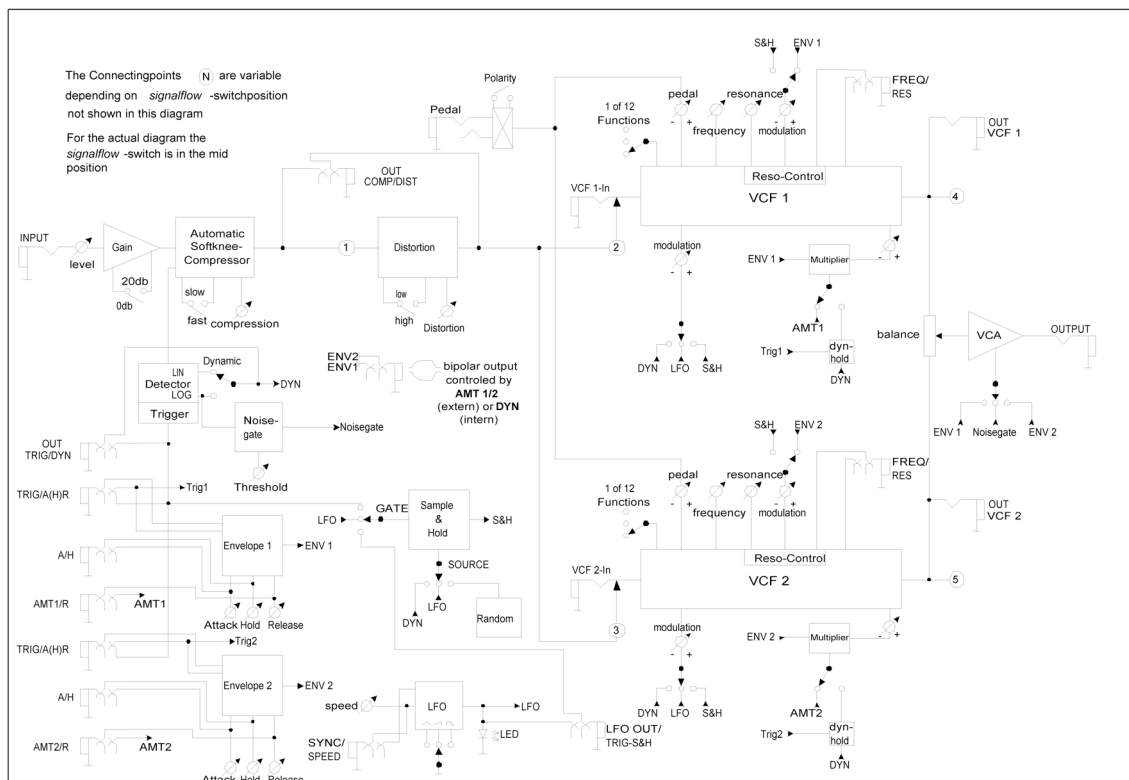 The Connectingpoints N are variable
depending on signalflow -switchposition
not shown in this diagram
For the actual diagram the
signalflow -switch is in the mid
position
Polarity
Pedal
S&H
ENV 1
FREQ/
RES
pedal
resonance
frequency
- +
modulation
1 of 12
Functions
OUT
VCF 1
OUT
COMP/DIST
VCF 1-In
Reso-Control
VCF 1
4
INPUT
level
Gain
20db
0db
Automatic
Softknee-
Compressor
slow
fast
compression
1
Distortion
low
high
Distortion
2
modulation
- +
DYN
LFO
S&H
ENV 1
Multiplier
- +
AMT1
Trig1
dyn-
hold
DYN
balance
VCA
OUTPUT
ENV 1
Noisegate
ENV 2
LIN
Detector
LOG
Trigger
Dynamic
DYN
Noise-
gate
Noisegate
Threshold
ENV2
ENV1
bipolar output
controled by
AMT 1/2
(extern) or DYN
(intern)
OUT
TRIG/DYN
TRIG/A(H)R
Trig1
A/H
Envelope 1
ENV 1
AMT1/R
AMT1
Attack
Hold
Release
TRIG/A(H)R
Trig2
A/H
Envelope 2
ENV 2
AMT2/R
AMT2
Attack
Hold
Release
LFO
GATE
Sample
&
Hold
S&H
SOURCE
DYN
LFO
Random
speed
SYNC/
SPEED
LFO
LFO
LED
LFO OUT/
TRIG-S&H
S&H
ENV 2
FREQ/
RES
pedal
resonance
frequency
- +
modulation
1 of 12
Functions
OUT
VCF 2
VCF 2-In
Reso-Control
VCF 2
5
3
modulation
- +
DYN
LFO
S&H
ENV 2
Multiplier
- +
AMT2
Trig2
dyn-
hold
DYN